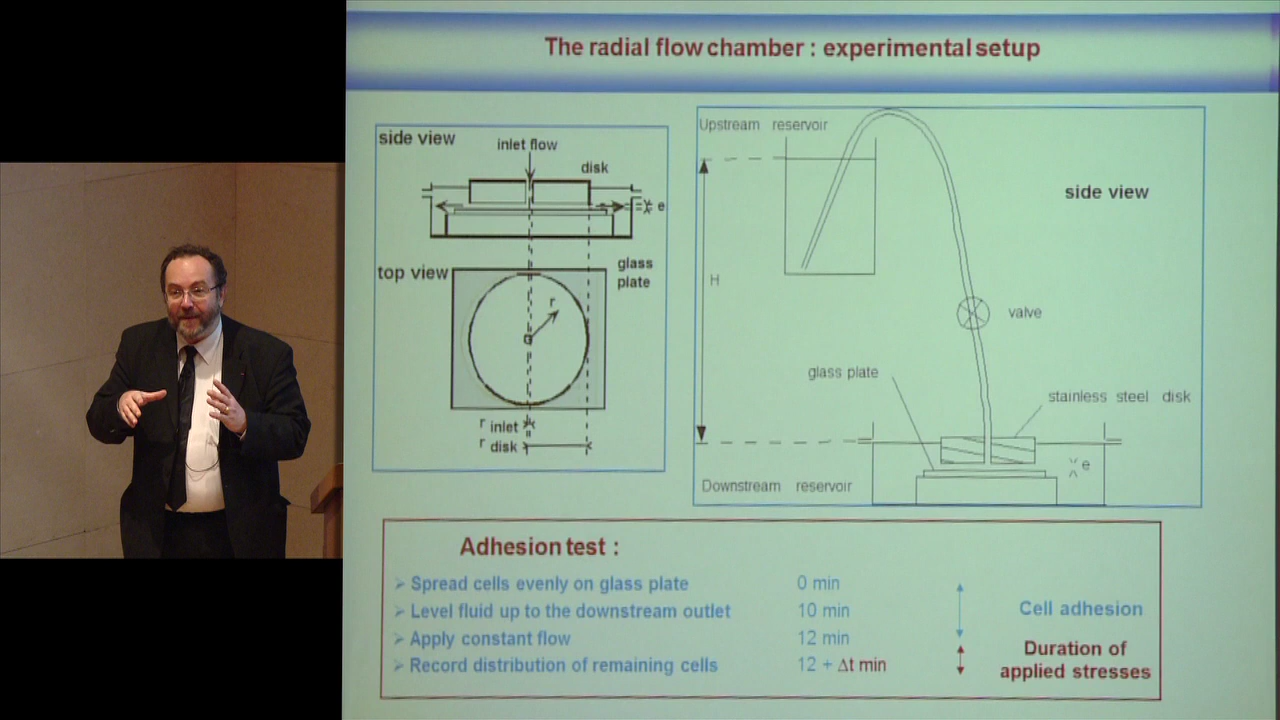 The radial flow chamber : experimental setup
side view
inlet flow
disk
e
top view
glass
plate
r
r inlet
r disk
Upstream reservoir
side view
H
valve
glass plate
stainless steel disk
e
Downstream reservoir
Adhesion test :
➢ Spread cells evenly on glass plate 0 min
➢ Level fluid up to the downstream outlet 10 min
➢ Apply constant flow 12 min
➢ Record distribution of remaining cells 12 + Δt min
Cell adhesion
Duration of
applied stresses